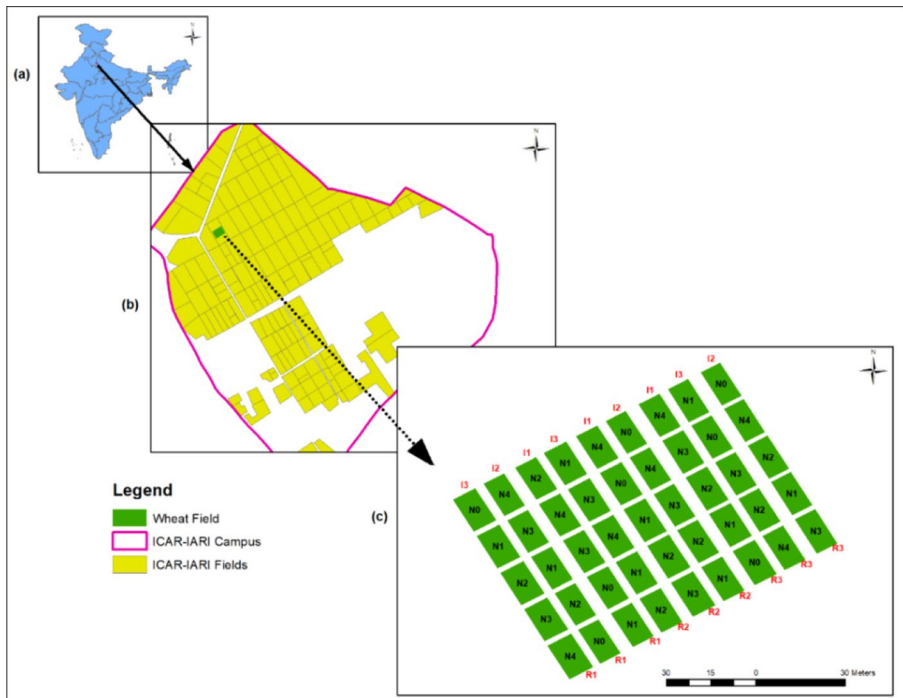 (a)
N
N
(b)
Legend
Wheat Field
ICAR-IARI Campus
ICAR-IARI Fields
(c)
N
I3 I2 I1 I3 I1 I2 I1 I3 I2
N0 N4 N2 N1 N4 N0 N4 N1 N0
N1 N3 N4 N3 N0 N4 N3 N0 N4
N2 N1 N3 N4 N1 N3 N2 N3 N2
N3 N2 N0 N1 N2 N2 N1 N2 N1
N4 N0 N1 N2 N3 N1 N0 N4 N3
R1 R1 R1 R2 R2 R2 R3 R3 R3
30 15 0 30 Meters